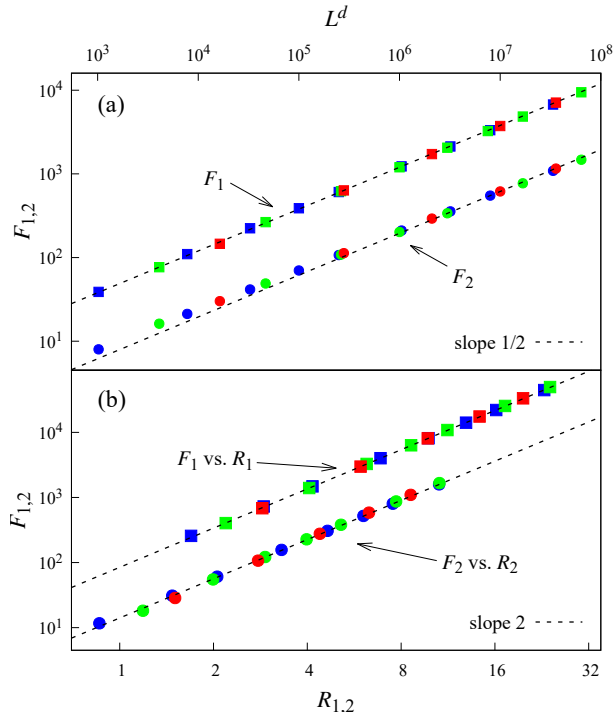 L^d
10^3 10^4 10^5 10^6 10^7 10^8
(a)
10^4
10^3
10^2
10^1
F_{1,2}
F_1
F_2
slope 1/2
(b)
10^4
10^3
10^2
10^1
F_{1,2}
F_1 vs. R_1
F_2 vs. R_2
slope 2
1 2 4 8 16 32
R_{1,2}